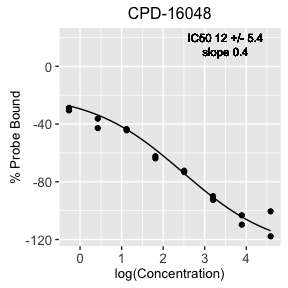 CPD-16048
IC50 12 +/- 5.4
slope 0.4
0
-40
-80
-120
% Probe Bound
0 1 2 3 4
log(Concentration)